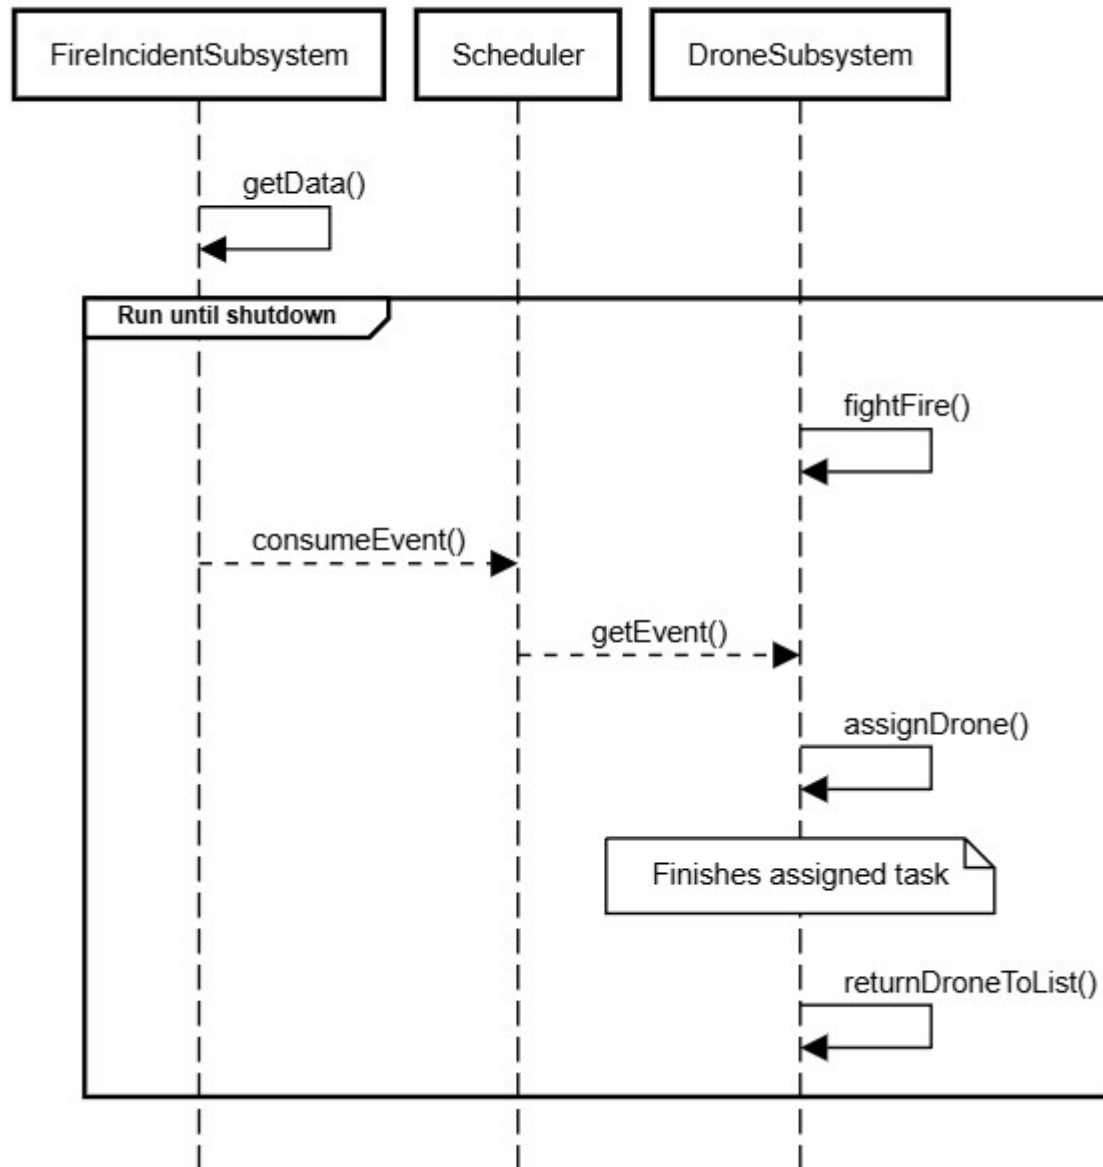 FireIncidentSubsystem
Scheduler
DroneSubsystem
getData()
Run until shutdown
fightFire()
consumeEvent()
getEvent()
assignDrone()
Finishes assigned task
returnDroneToList()